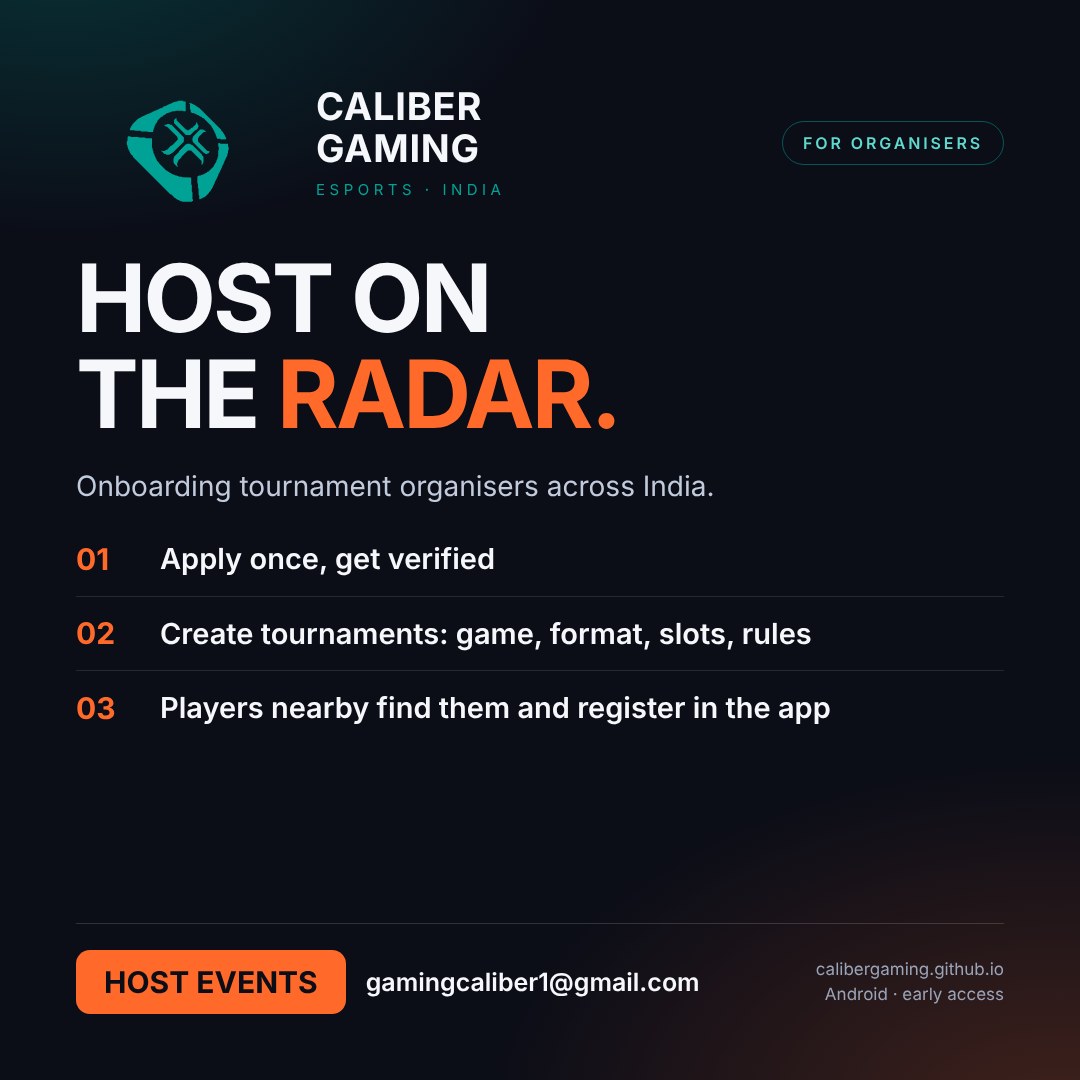 CALIBER
GAMING
ESPORTS · INDIA
FOR ORGANISERS
HOST ON
THE RADAR.
Onboarding tournament organisers across India.
01 Apply once, get verified
02 Create tournaments: game, format, slots, rules
03 Players nearby find them and register in the app
HOST EVENTS gamingcaliber1@gmail.com
calibergaming.github.io
Android · early access